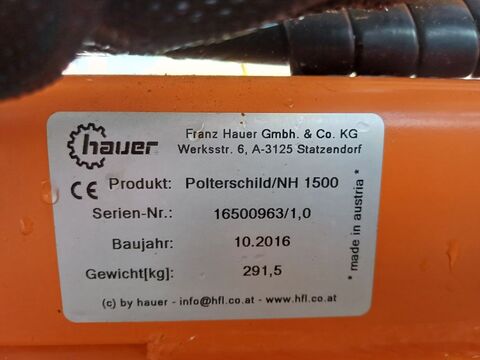 hauer
Franz Hauer Gmbh. & Co. KG
Werksstr. 6, A-3125 Statzendorf
CE Produkt: Polterschild/NH 1500
Serien-Nr.: 16500963/1,0
Baujahr: 10.2016
Gewicht[kg]: 291,5
(c) by hauer - info@hfl.co.at - www.hfl.co.at
* made in austria *